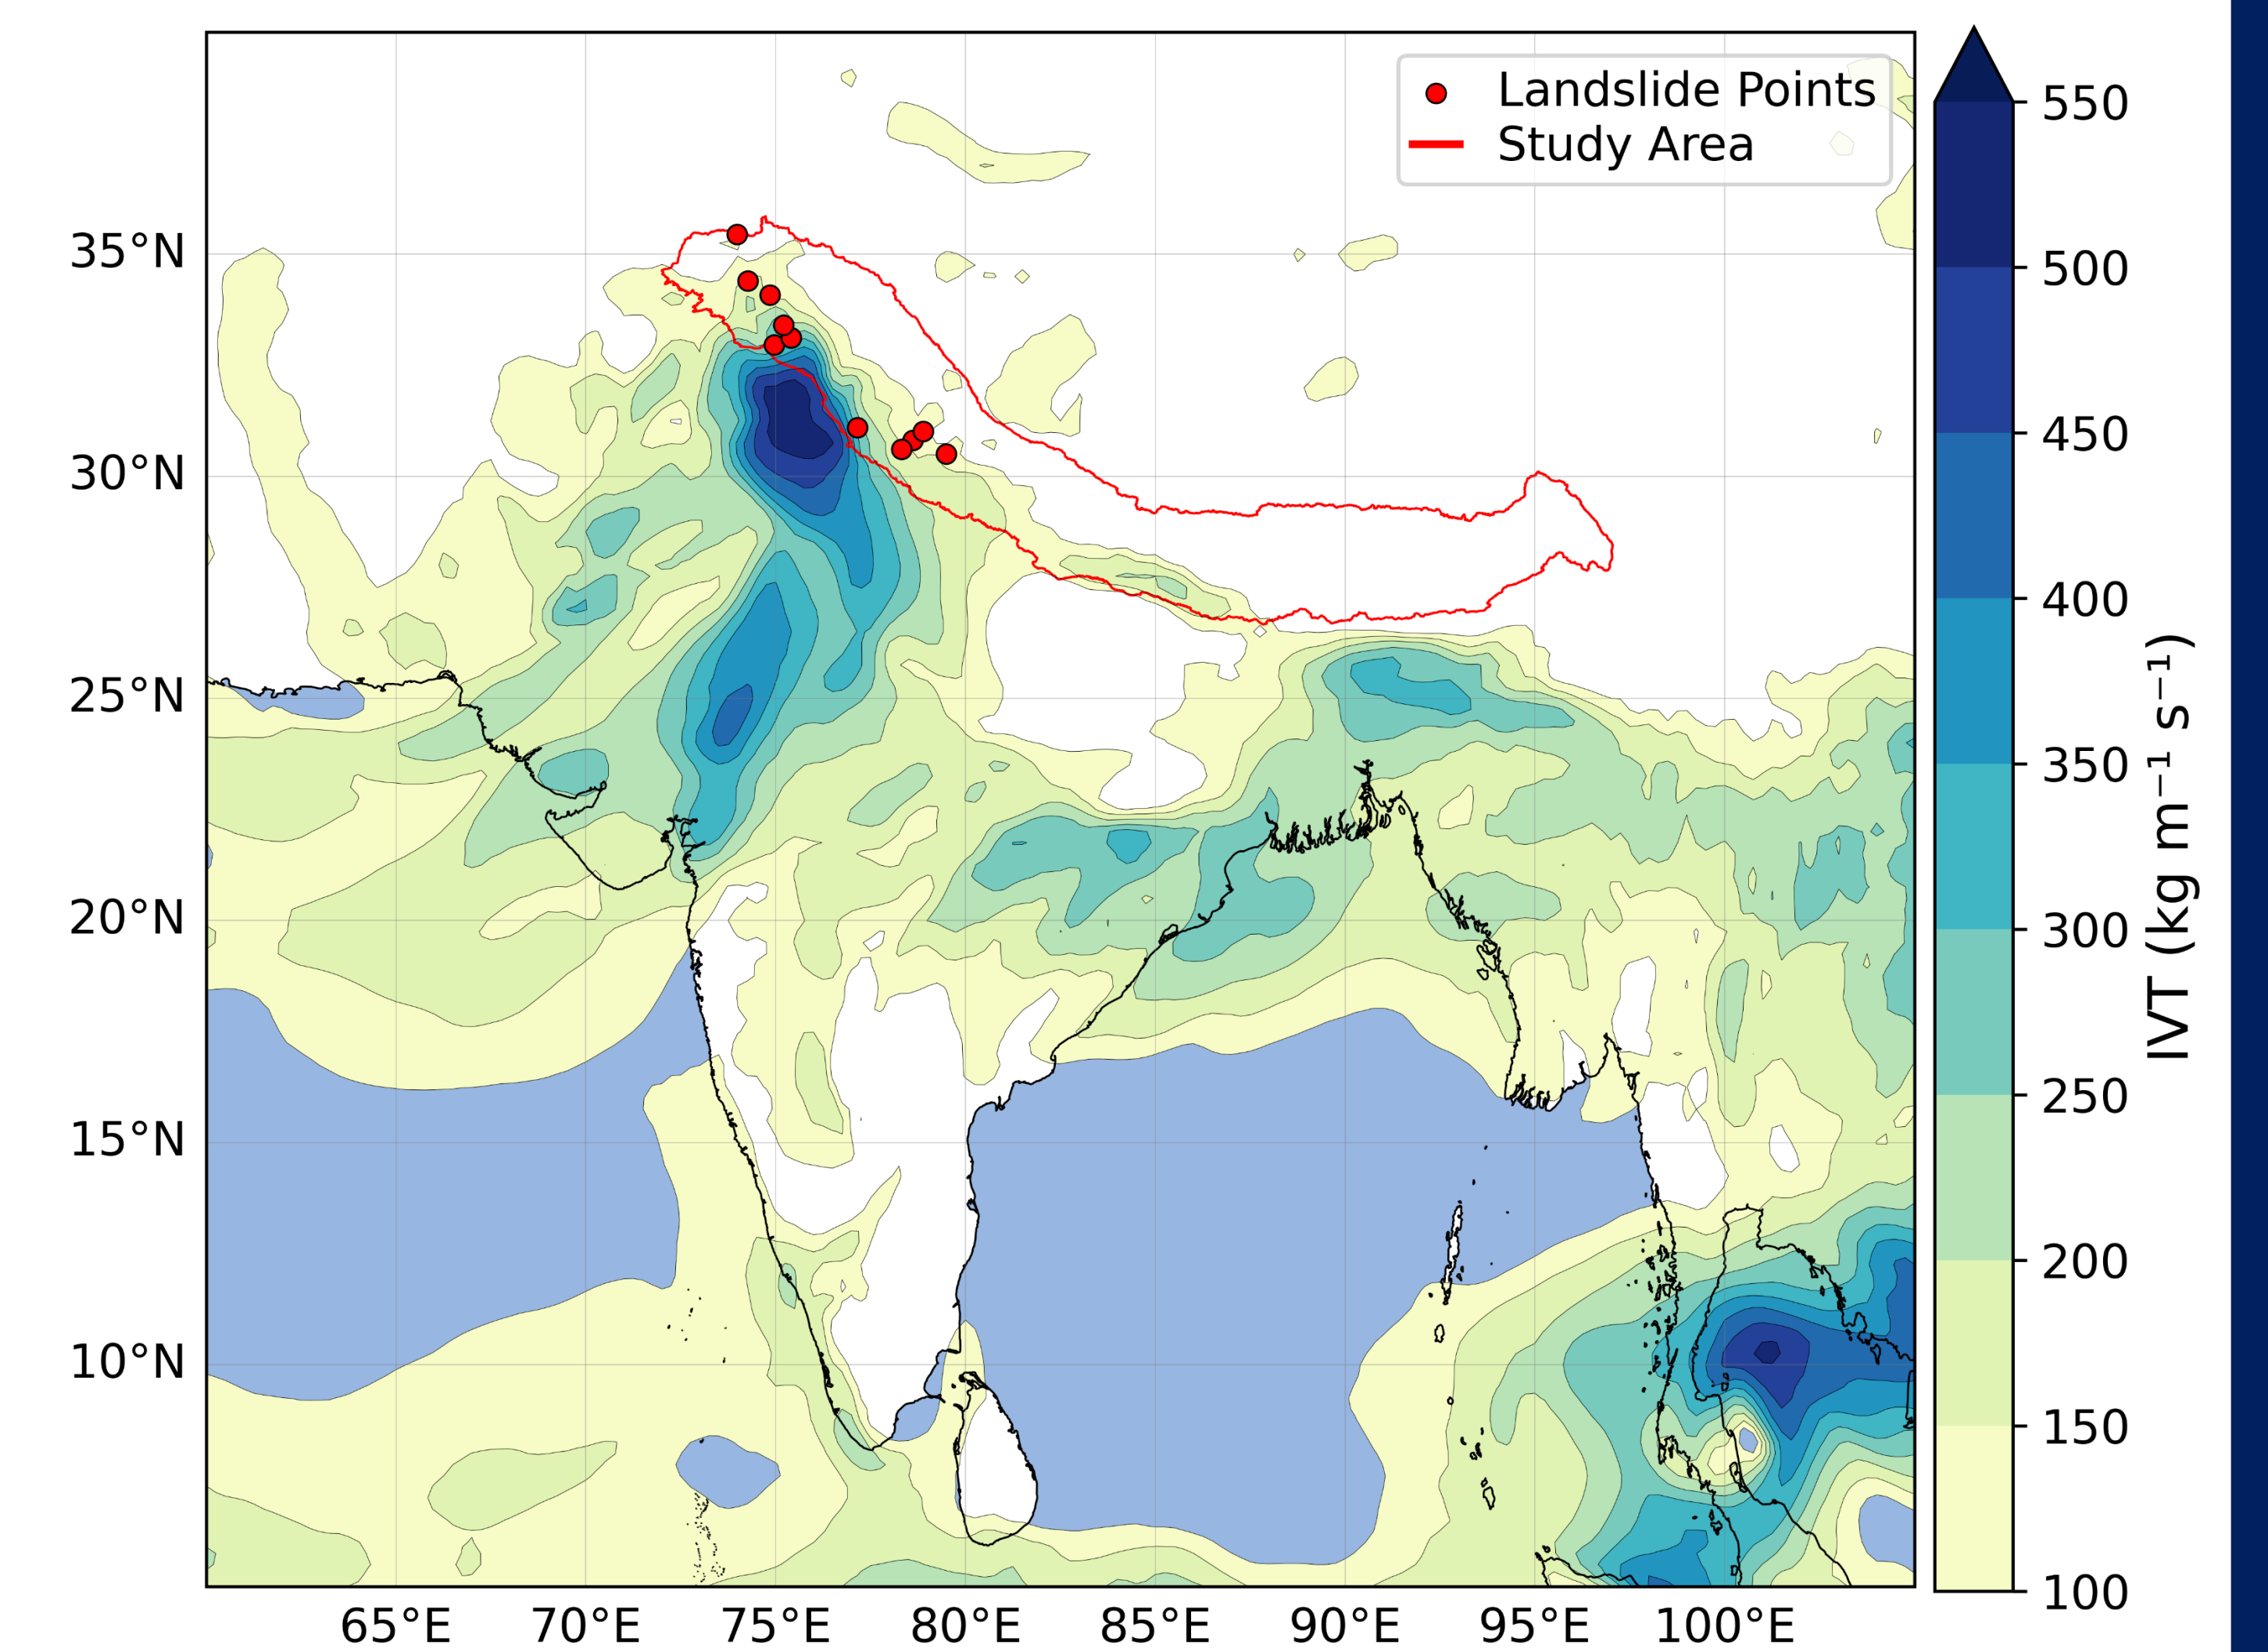 Landslide Points
Study Area
35°N
30°N
25°N
20°N
15°N
10°N
65°E
70°E
75°E
80°E
85°E
90°E
95°E
100°E
550
500
450
400
350
300
250
200
150
100
IVT (kg m⁻¹ s⁻¹)